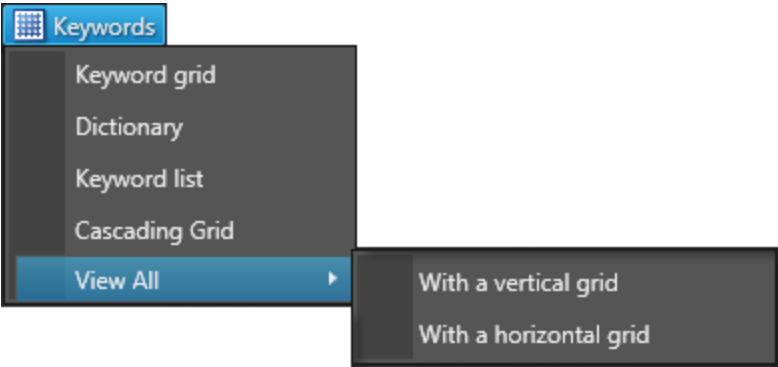 Keywords
Keyword grid
Dictionary
Keyword list
Cascading Grid
View All
With a vertical grid
With a horizontal grid